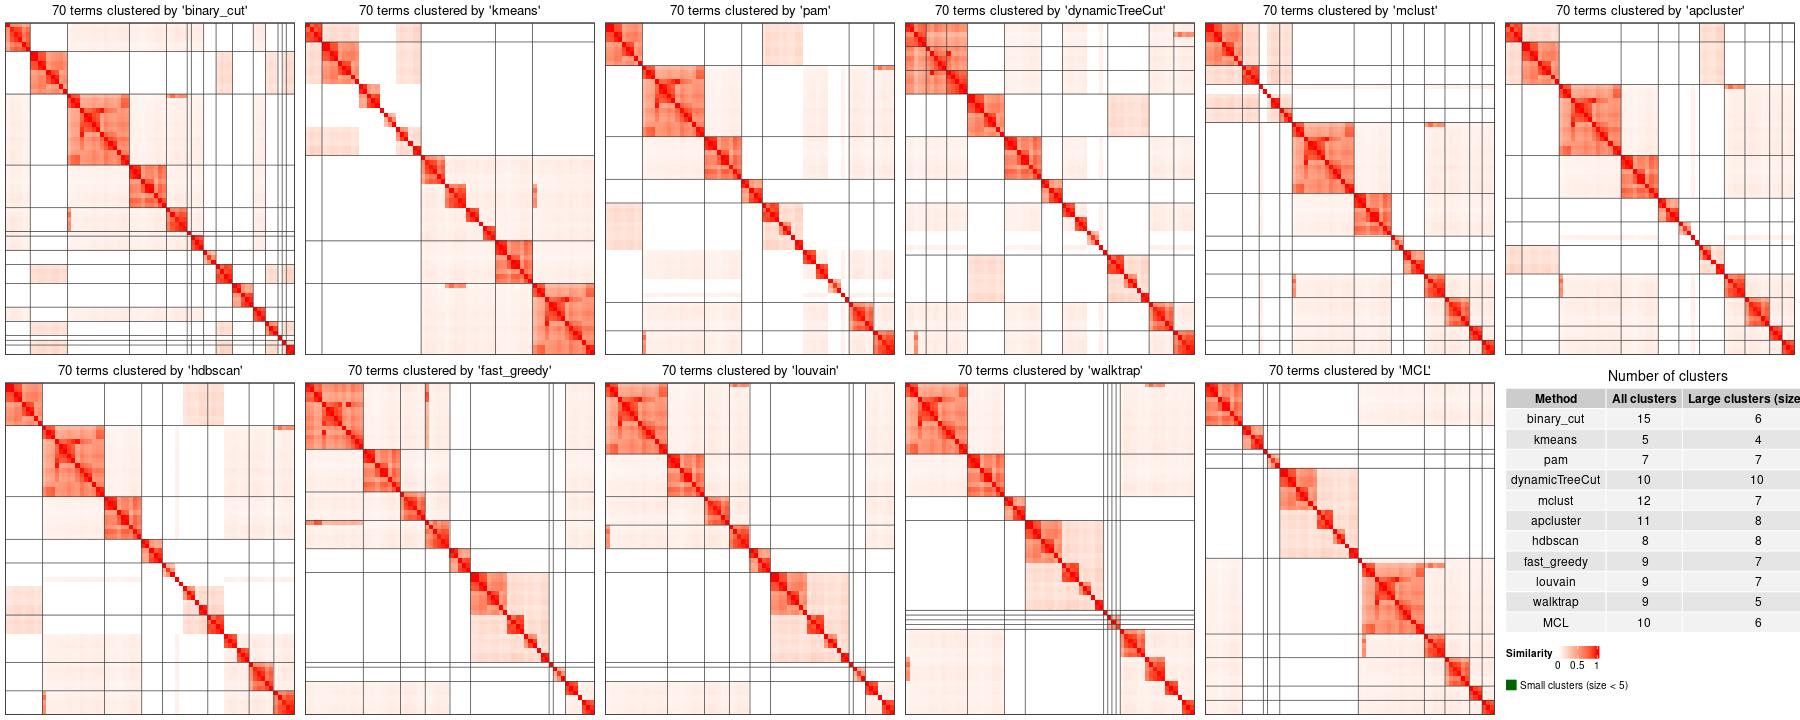 70 terms clustered by 'binary_cut'
70 terms clustered by 'kmeans'
70 terms clustered by 'pam'
70 terms clustered by 'dynamicTreeCut'
70 terms clustered by 'mclust'
70 terms clustered by 'apcluster'
70 terms clustered by 'hdbscan'
70 terms clustered by 'fast_greedy'
70 terms clustered by 'louvain'
70 terms clustered by 'walktrap'
70 terms clustered by 'MCL'
Number of clusters
Method All clusters Large clusters (size
binary_cut 15 6
kmeans 5 4
pam 7 7
dynamicTreeCut 10 10
mclust 12 7
apcluster 11 8
hdbscan 8 8
fast_greedy 9 7
louvain 9 7
walktrap 9 5
MCL 10 6
Similarity
0 0.5 1
Small clusters (size < 5)